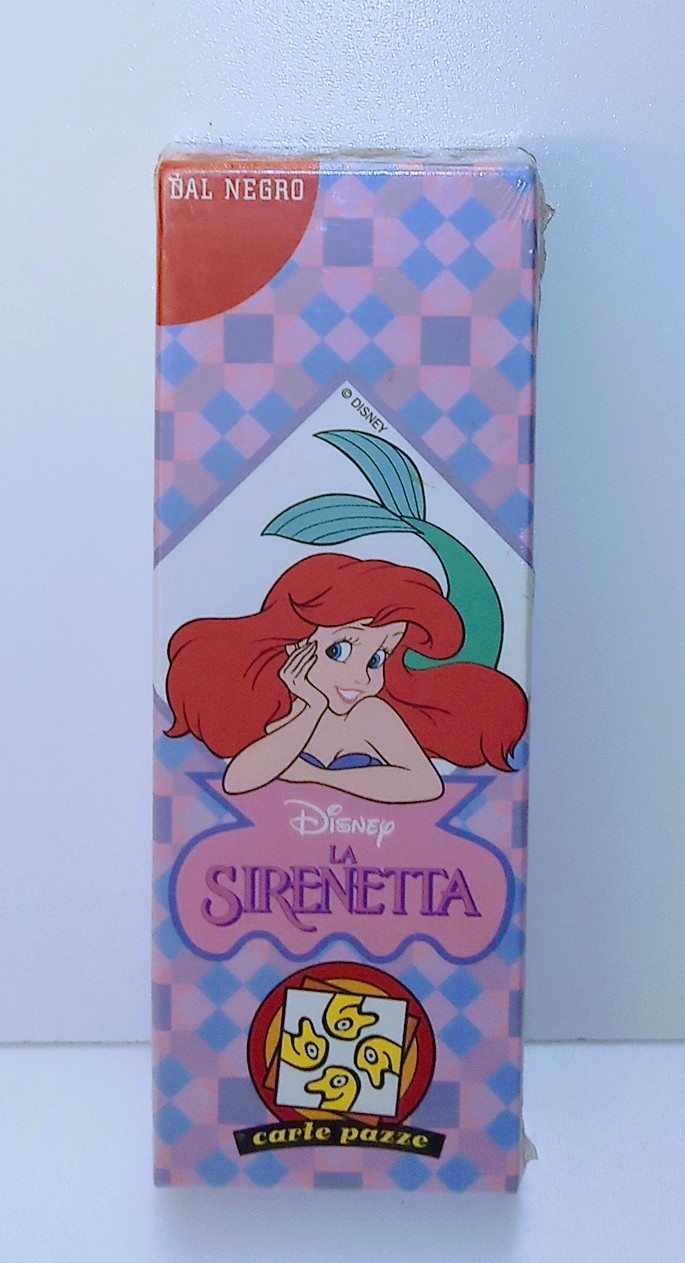 DAL NEGRO
© DISNEY
Disney
LA
SIRENETTA
carte pazze